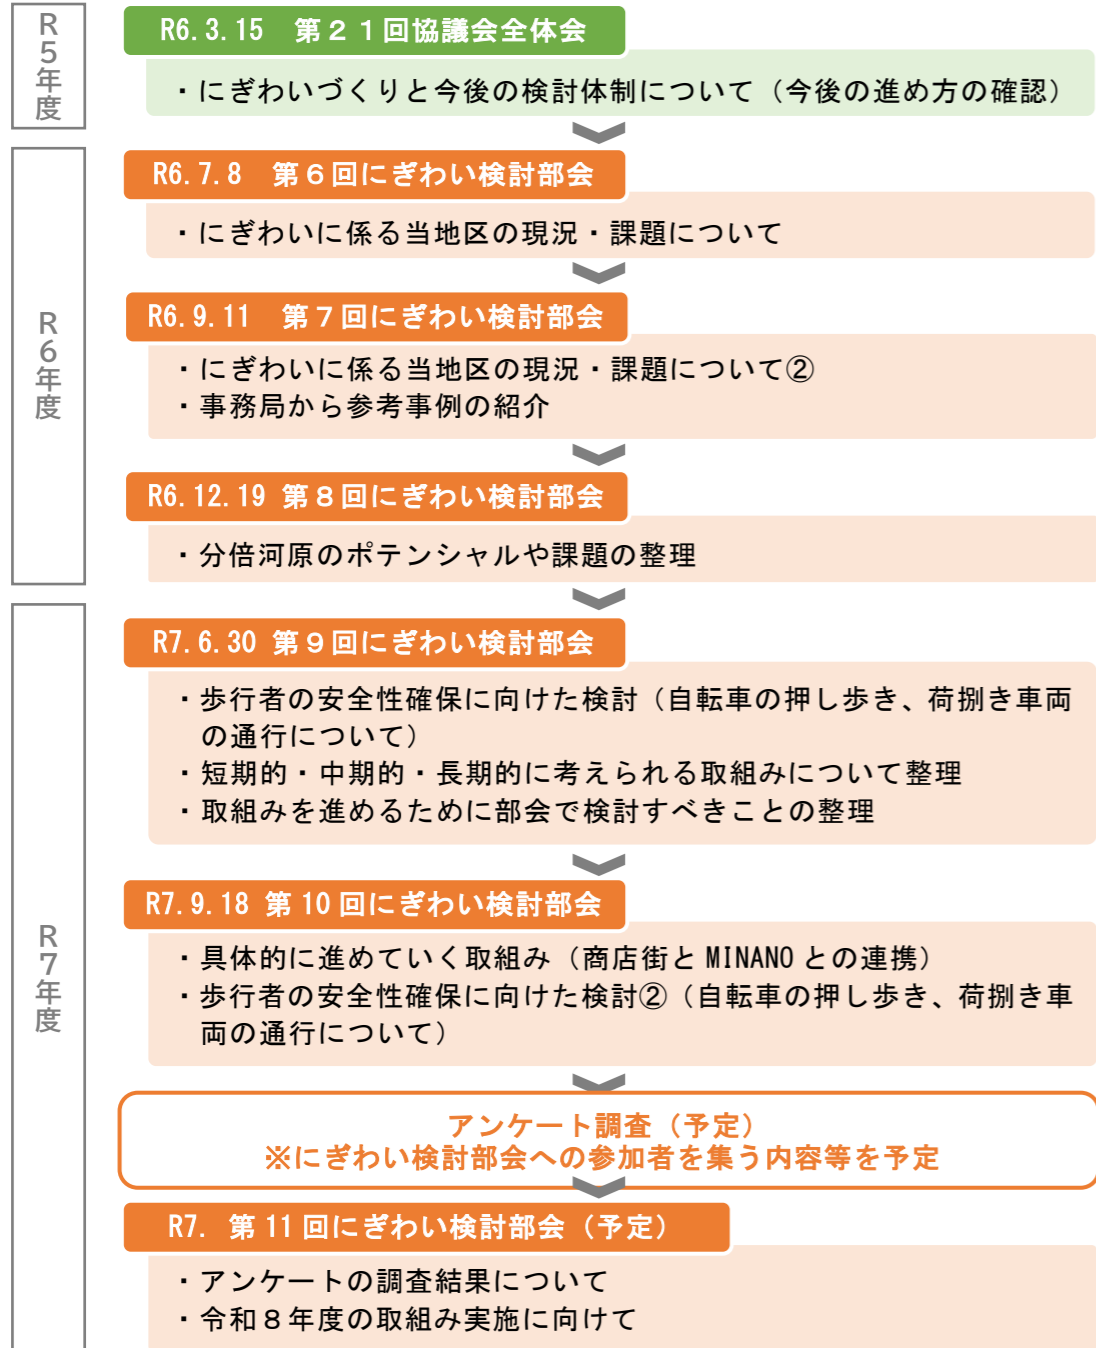 R5年度
R6.3.15　第２１回協議会全体会
・にぎわいづくりと今後の検討体制について（今後の進め方の確認）
R6年度
R6.7.8　第６回にぎわい検討部会
・にぎわいに係る当地区の現況・課題について
R6.9.11　第７回にぎわい検討部会
・にぎわいに係る当地区の現況・課題について②
・事務局から参考事例の紹介
R6.12.19 第８回にぎわい検討部会
・分倍河原のポテンシャルや課題の整理
R7年度
R7.6.30 第９回にぎわい検討部会
・歩行者の安全性確保に向けた検討（自転車の押し歩き、荷捌き車両
の通行について）
・短期的・中期的・長期的に考えられる取組みについて整理
・取組みを進めるために部会で検討すべきことの整理
R7.9.18 第10回にぎわい検討部会
・具体的に進めていく取組み（商店街とMINANOとの連携）
・歩行者の安全性確保に向けた検討②（自転車の押し歩き、荷捌き車
両の通行について）
アンケート調査（予定）
※にぎわい検討部会への参加者を集う内容等を予定
R7. 第11回にぎわい検討部会（予定）
・アンケートの調査結果について
・令和８年度の取組み実施に向けて